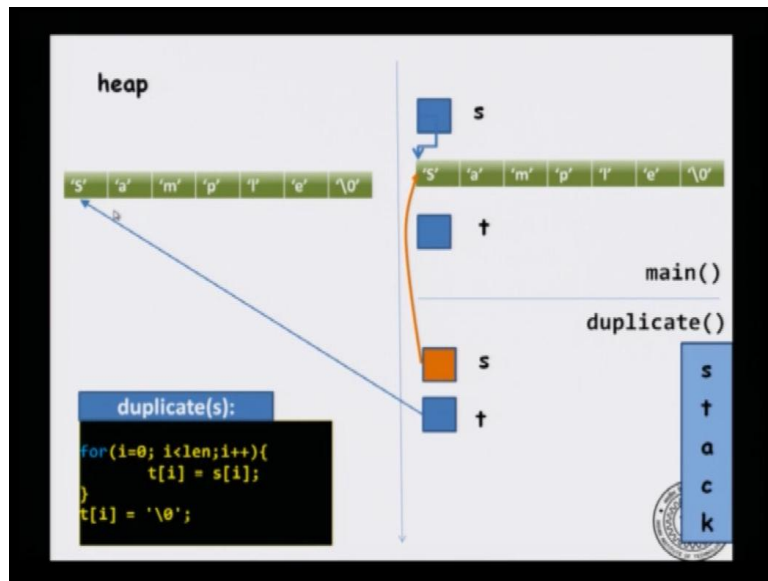 heap
s
'S' 'a' 'm' 'p' 'l' 'e' '\0'
'S' 'a' 'm' 'p' 'l' 'e' '\0'
t
main()
duplicate()
s
t
duplicate(s):
for(i=0; i<len;i++){
t[i] = s[i];
}
t[i] = '\0';
s
t
a
c
k